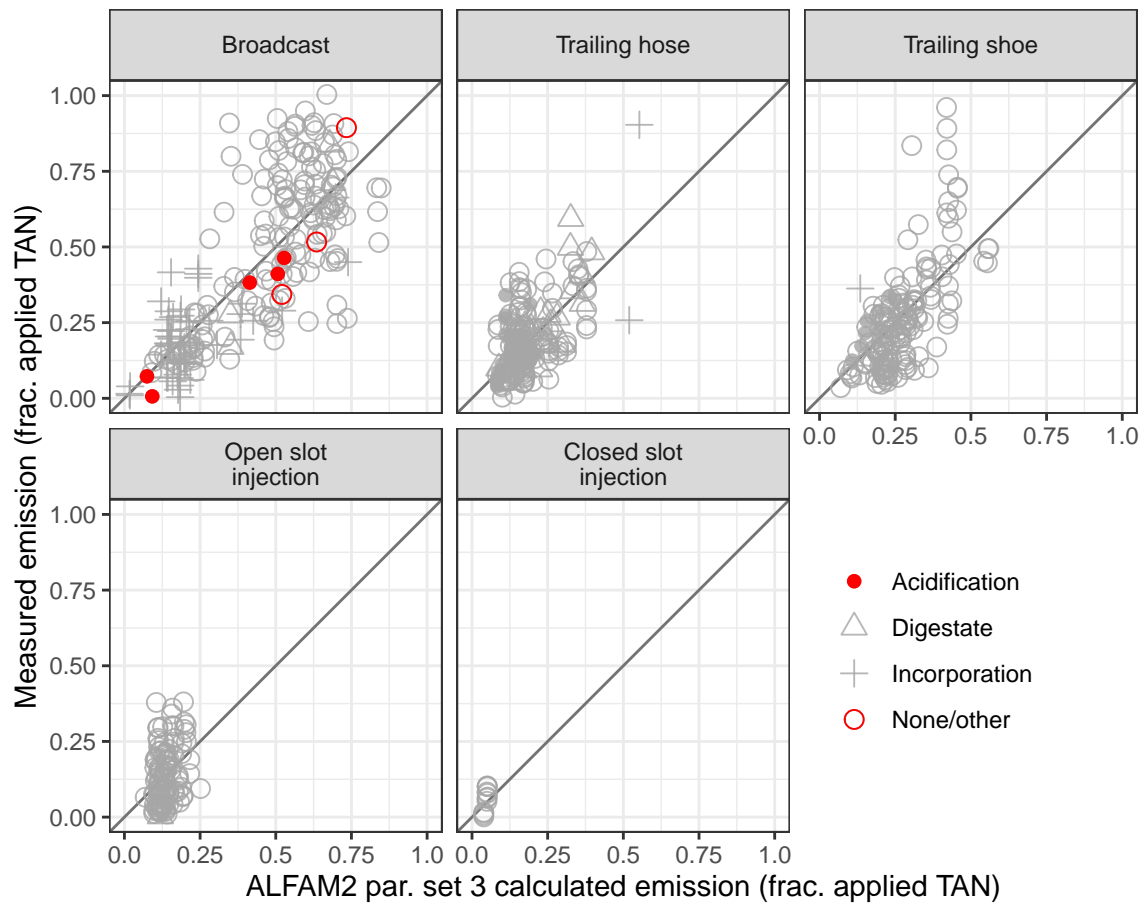 Broadcast
Trailing hose
Trailing shoe
1.00
0.75
0.50
0.25
0.00
0.0 0.25 0.50 0.75 1.0
Open slot
injection
Closed slot
injection
1.00
0.75
0.50
0.25
0.00
0.0 0.25 0.50 0.75 1.0
0.0 0.25 0.50 0.75 1.0
Measured emission (frac. applied TAN)
ALFAM2 par. set 3 calculated emission (frac. applied TAN)
Acidification
Digestate
Incorporation
None/other